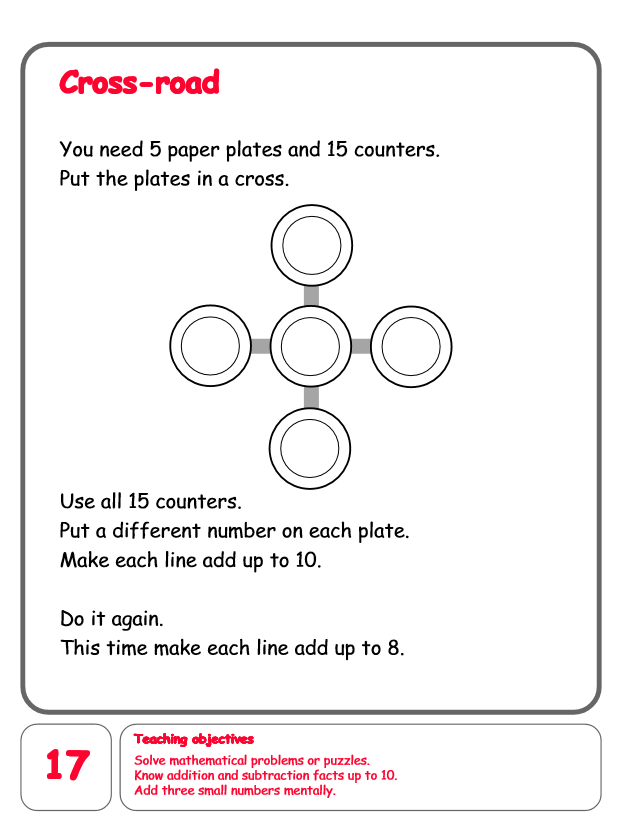 Cross-road
You need 5 paper plates and 15 counters.
Put the plates in a cross.
Use all 15 counters.
Put a different number on each plate.
Make each line add up to 10.
Do it again.
This time make each line add up to 8.
17
Teaching objectives
Solve mathematical problems or puzzles.
Know addition and subtraction facts up to 10.
Add three small numbers mentally.